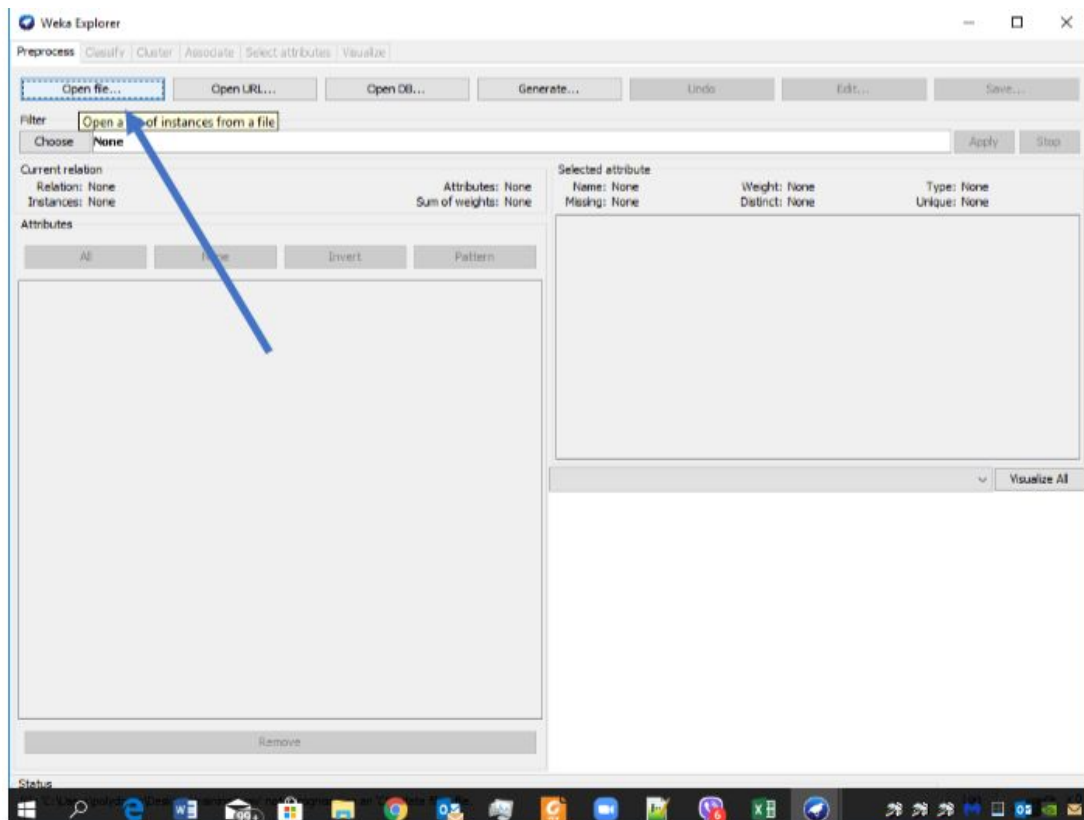 Weka Explorer
Preprocess Classify Cluster Associate Select attributes Visualize
Open file... Open URL... Open DB... Generate... Undo Edit... Save...
Filter
Open a of instances from a file
Choose None Apply Stop
Current relation
Relation: None Attributes: None
Instances: None Sum of weights: None
Selected attribute
Name: None Weight: None Type: None
Missing: None Distinct: None Unique: None
Attributes
All Invert Pattern
Visualize All
Remove
Status
99+
6